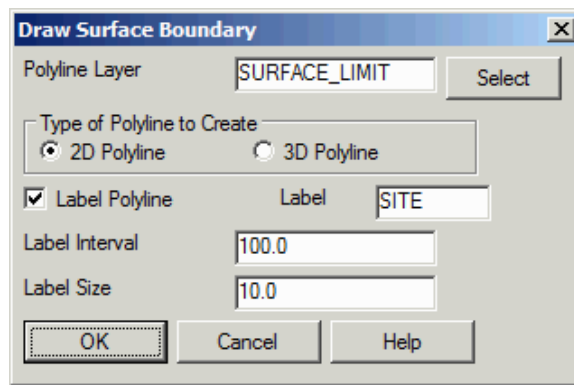 Draw Surface Boundary
Polyline Layer SURFACE_LIMIT Select
Type of Polyline to Create
2D Polyline 3D Polyline
Label Polyline Label SITE
Label Interval 100.0
Label Size 10.0
OK Cancel Help